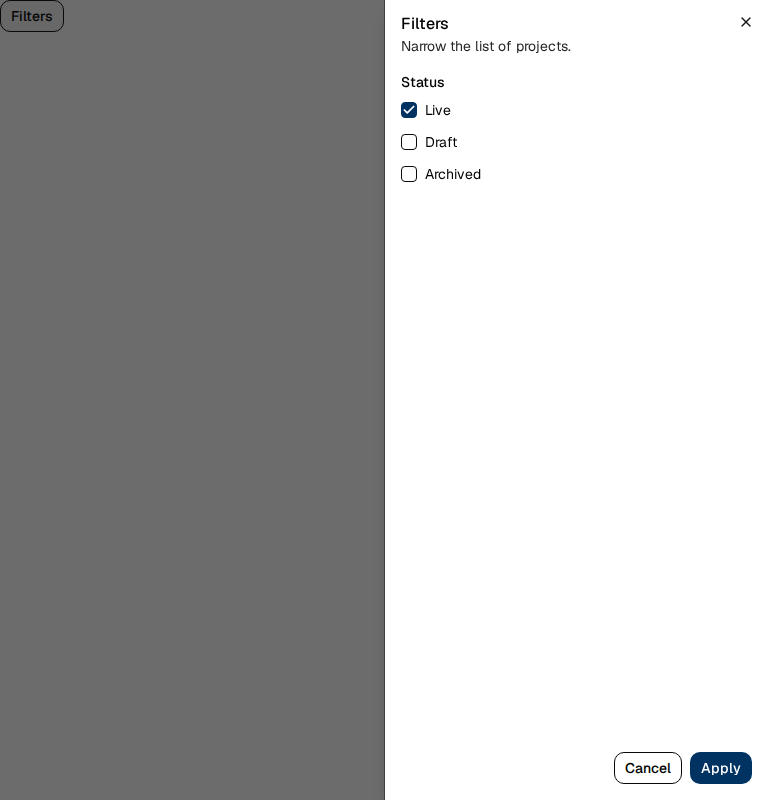 Filters
Filters
Narrow the list of projects.
Status
Live
Draft
Archived
Cancel
Apply